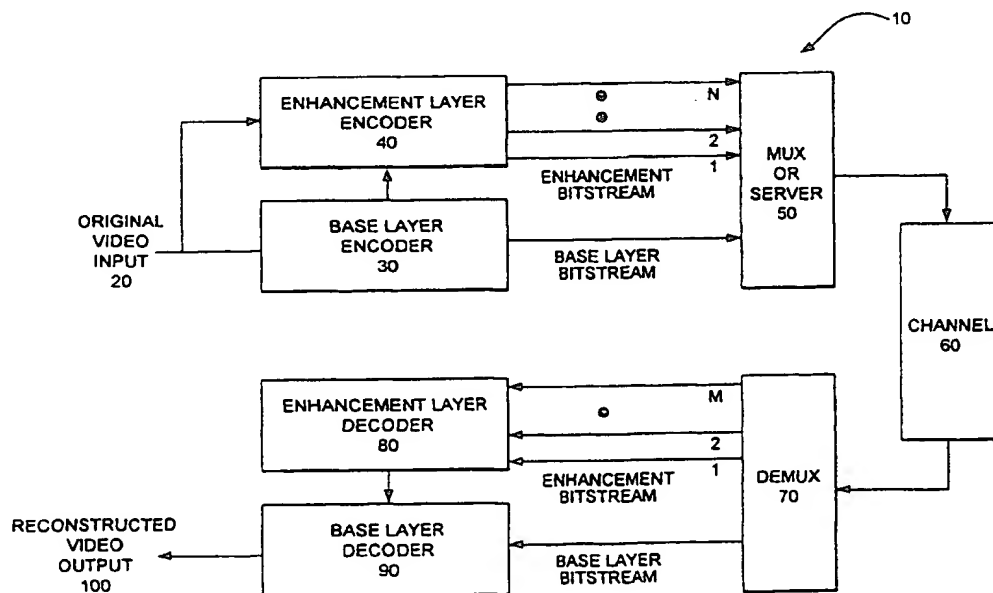 10
ENHANCEMENT LAYER
ENCODER
40
N
2
1
ENHANCEMENT
BITSTREAM
MUX
OR
SERVER
50
ORIGINAL
VIDEO
INPUT
20
BASE LAYER
ENCODER
30
BASE LAYER
BITSTREAM
CHANNEL
60
ENHANCEMENT LAYER
DECODER
80
M
2
1
ENHANCEMENT
BITSTREAM
DEMUX
70
RECONSTRUCTED
VIDEO
OUTPUT
100
BASE LAYER
DECODER
90
BASE LAYER
BITSTREAM